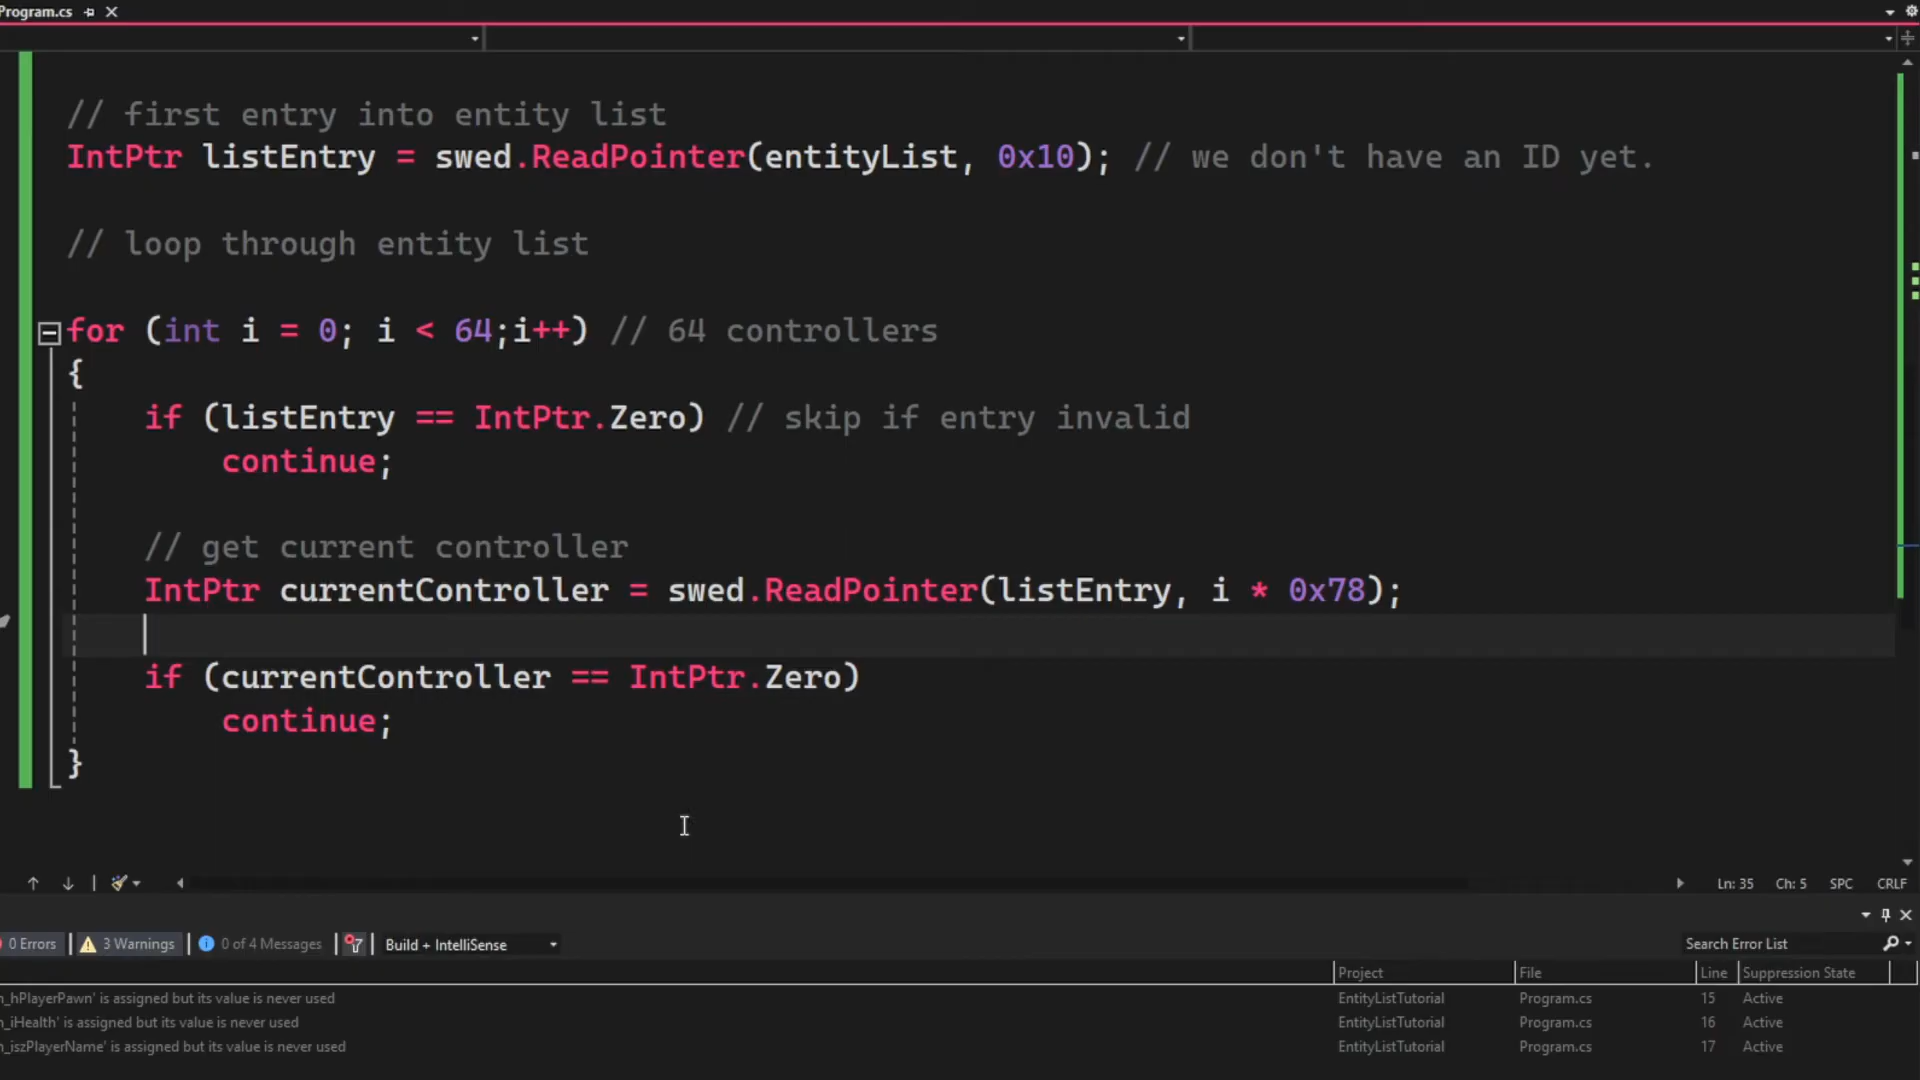 Program.cs
// first entry into entity list
IntPtr listEntry = swed.ReadPointer(entityList, 0x10); // we don't have an ID yet.
// loop through entity list
for (int i = 0; i < 64;i++) // 64 controllers
{
if (listEntry == IntPtr.Zero) // skip if entry invalid
continue;
// get current controller
IntPtr currentController = swed.ReadPointer(listEntry, i * 0x78);
if (currentController == IntPtr.Zero)
continue;
}
Ln: 35 Ch: 5 SPC CRLF
0 Errors 3 Warnings 0 of 4 Messages Build + IntelliSense Search Error List
Project File Line Suppression State
m_hPlayerPawn' is assigned but its value is never used EntityListTutorial Program.cs 15 Active
m_iHealth' is assigned but its value is never used EntityListTutorial Program.cs 16 Active
m_iszPlayerName' is assigned but its value is never used EntityListTutorial Program.cs 17 Active